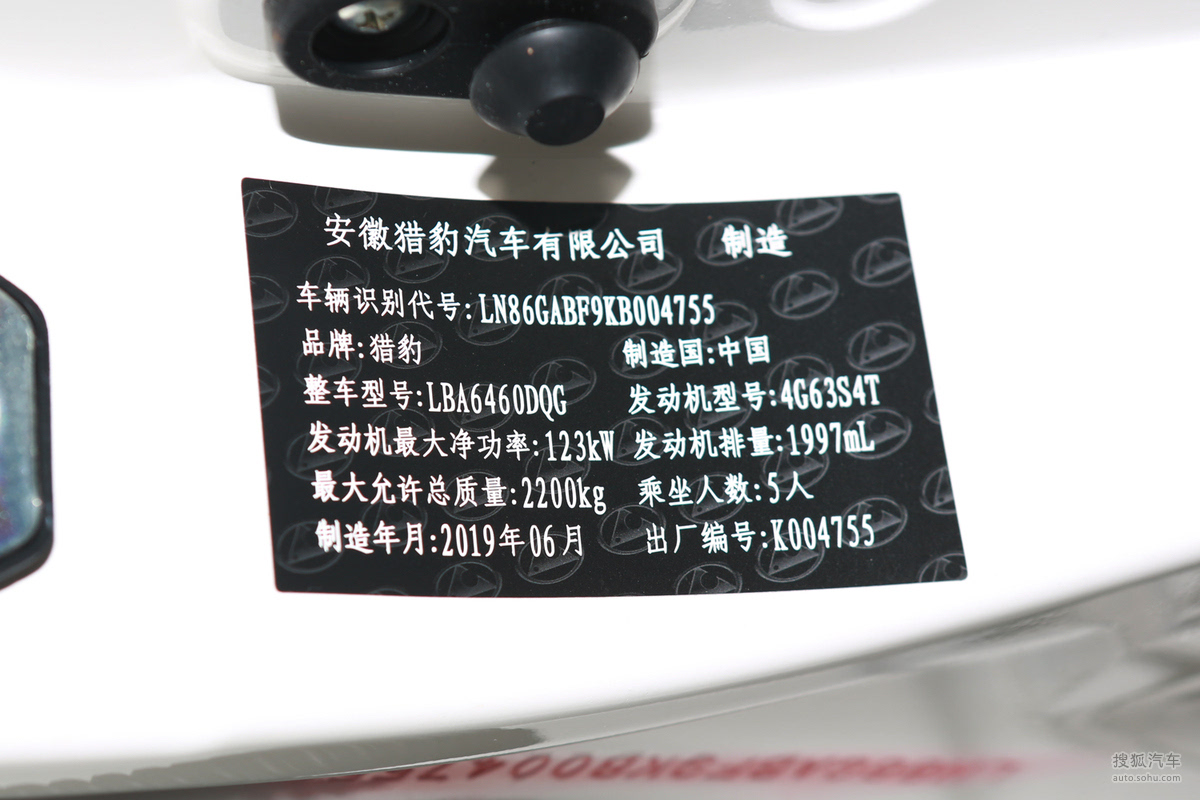 安徽猎豹汽车有限公司 制造
车辆识别代号:LN86GABF9KB004755
品牌:猎豹 制造国:中国
整车型号:LBA6460DQG 发动机型号:4G63S4T
发动机最大净功率:123kW 发动机排量:1997mL
最大允许总质量:2200kg 乘坐人数:5人
制造年月:2019年06月 出厂编号:K004755
搜狐汽车
auto.sohu.com